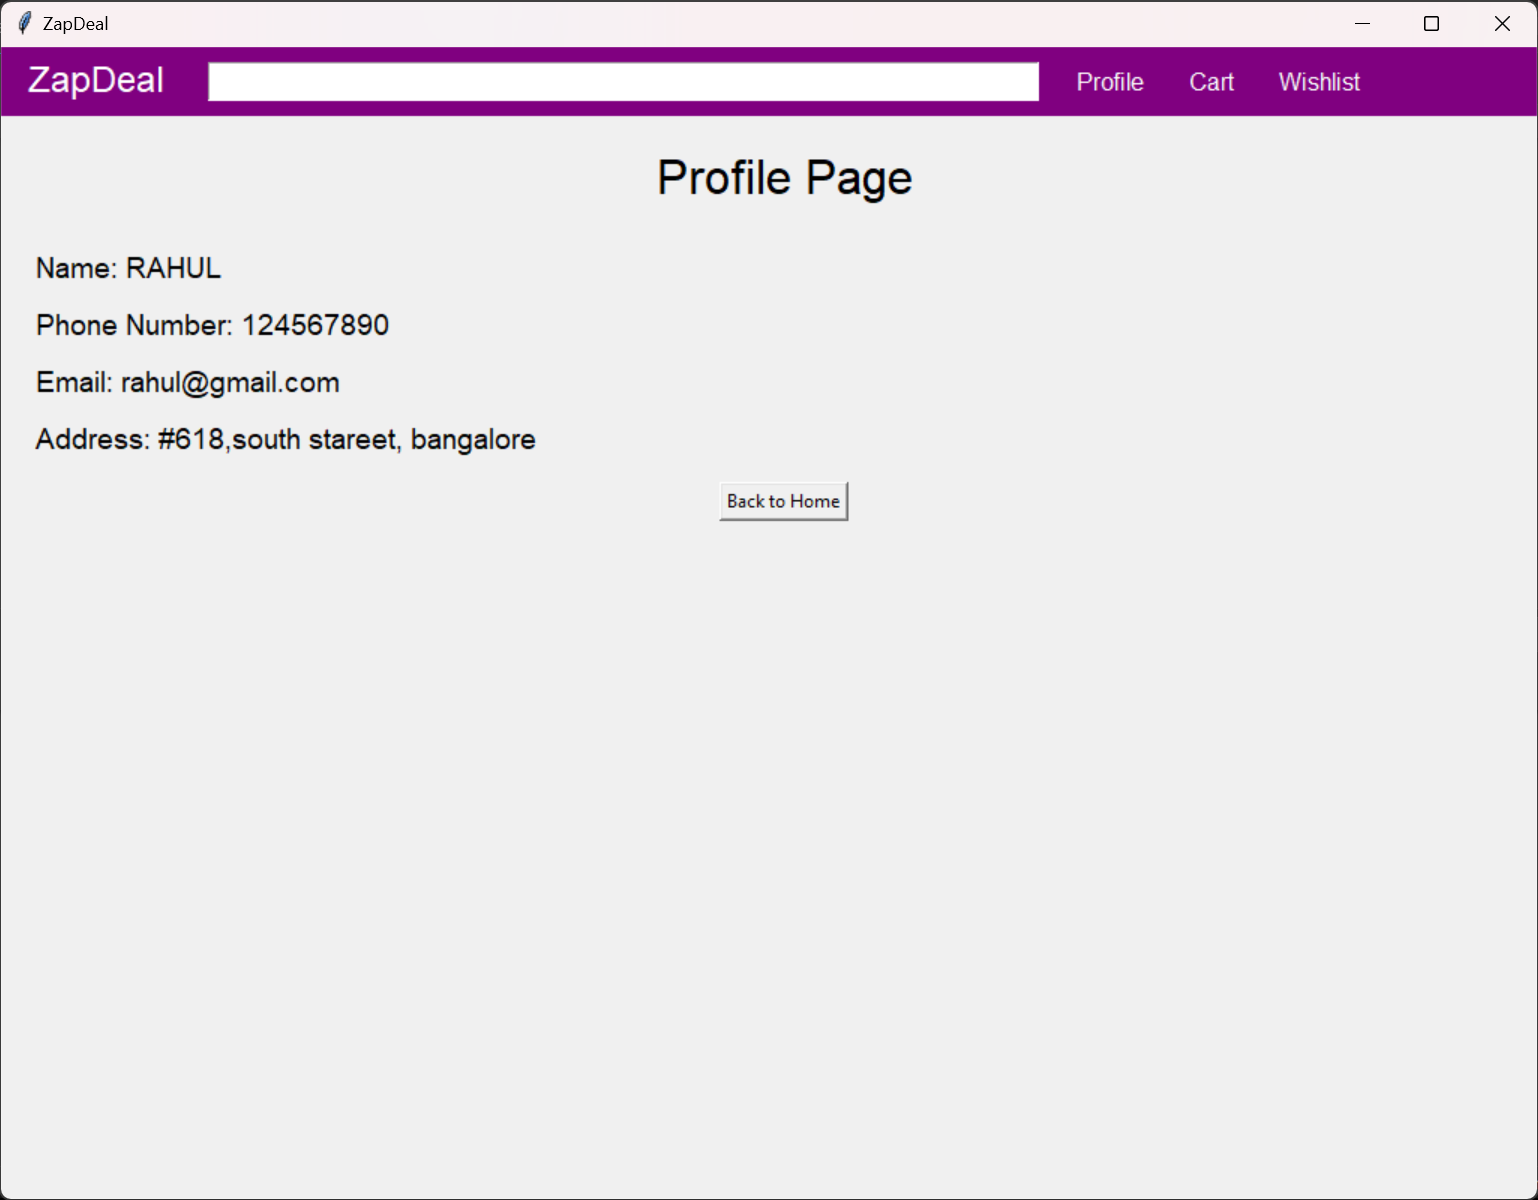 ZapDeal
ZapDeal Profile Cart Wishlist
Profile Page
Name: RAHUL
Phone Number: 124567890
Email: rahul@gmail.com
Address: #618,south stareet, bangalore
Back to Home